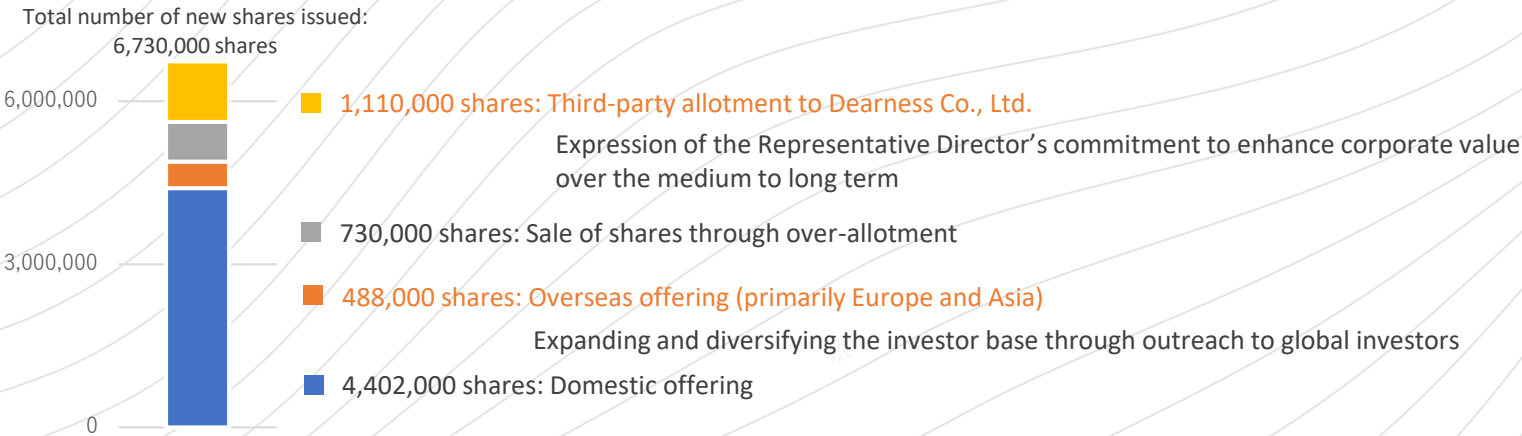 Total number of new shares issued:
6,730,000 shares
6,000,000
1,110,000 shares: Third-party allotment to Dearness Co., Ltd.
Expression of the Representative Director’s commitment to enhance corporate value
over the medium to long term
730,000 shares: Sale of shares through over-allotment
3,000,000
488,000 shares: Overseas offering (primarily Europe and Asia)
Expanding and diversifying the investor base through outreach to global investors
4,402,000 shares: Domestic offering
0